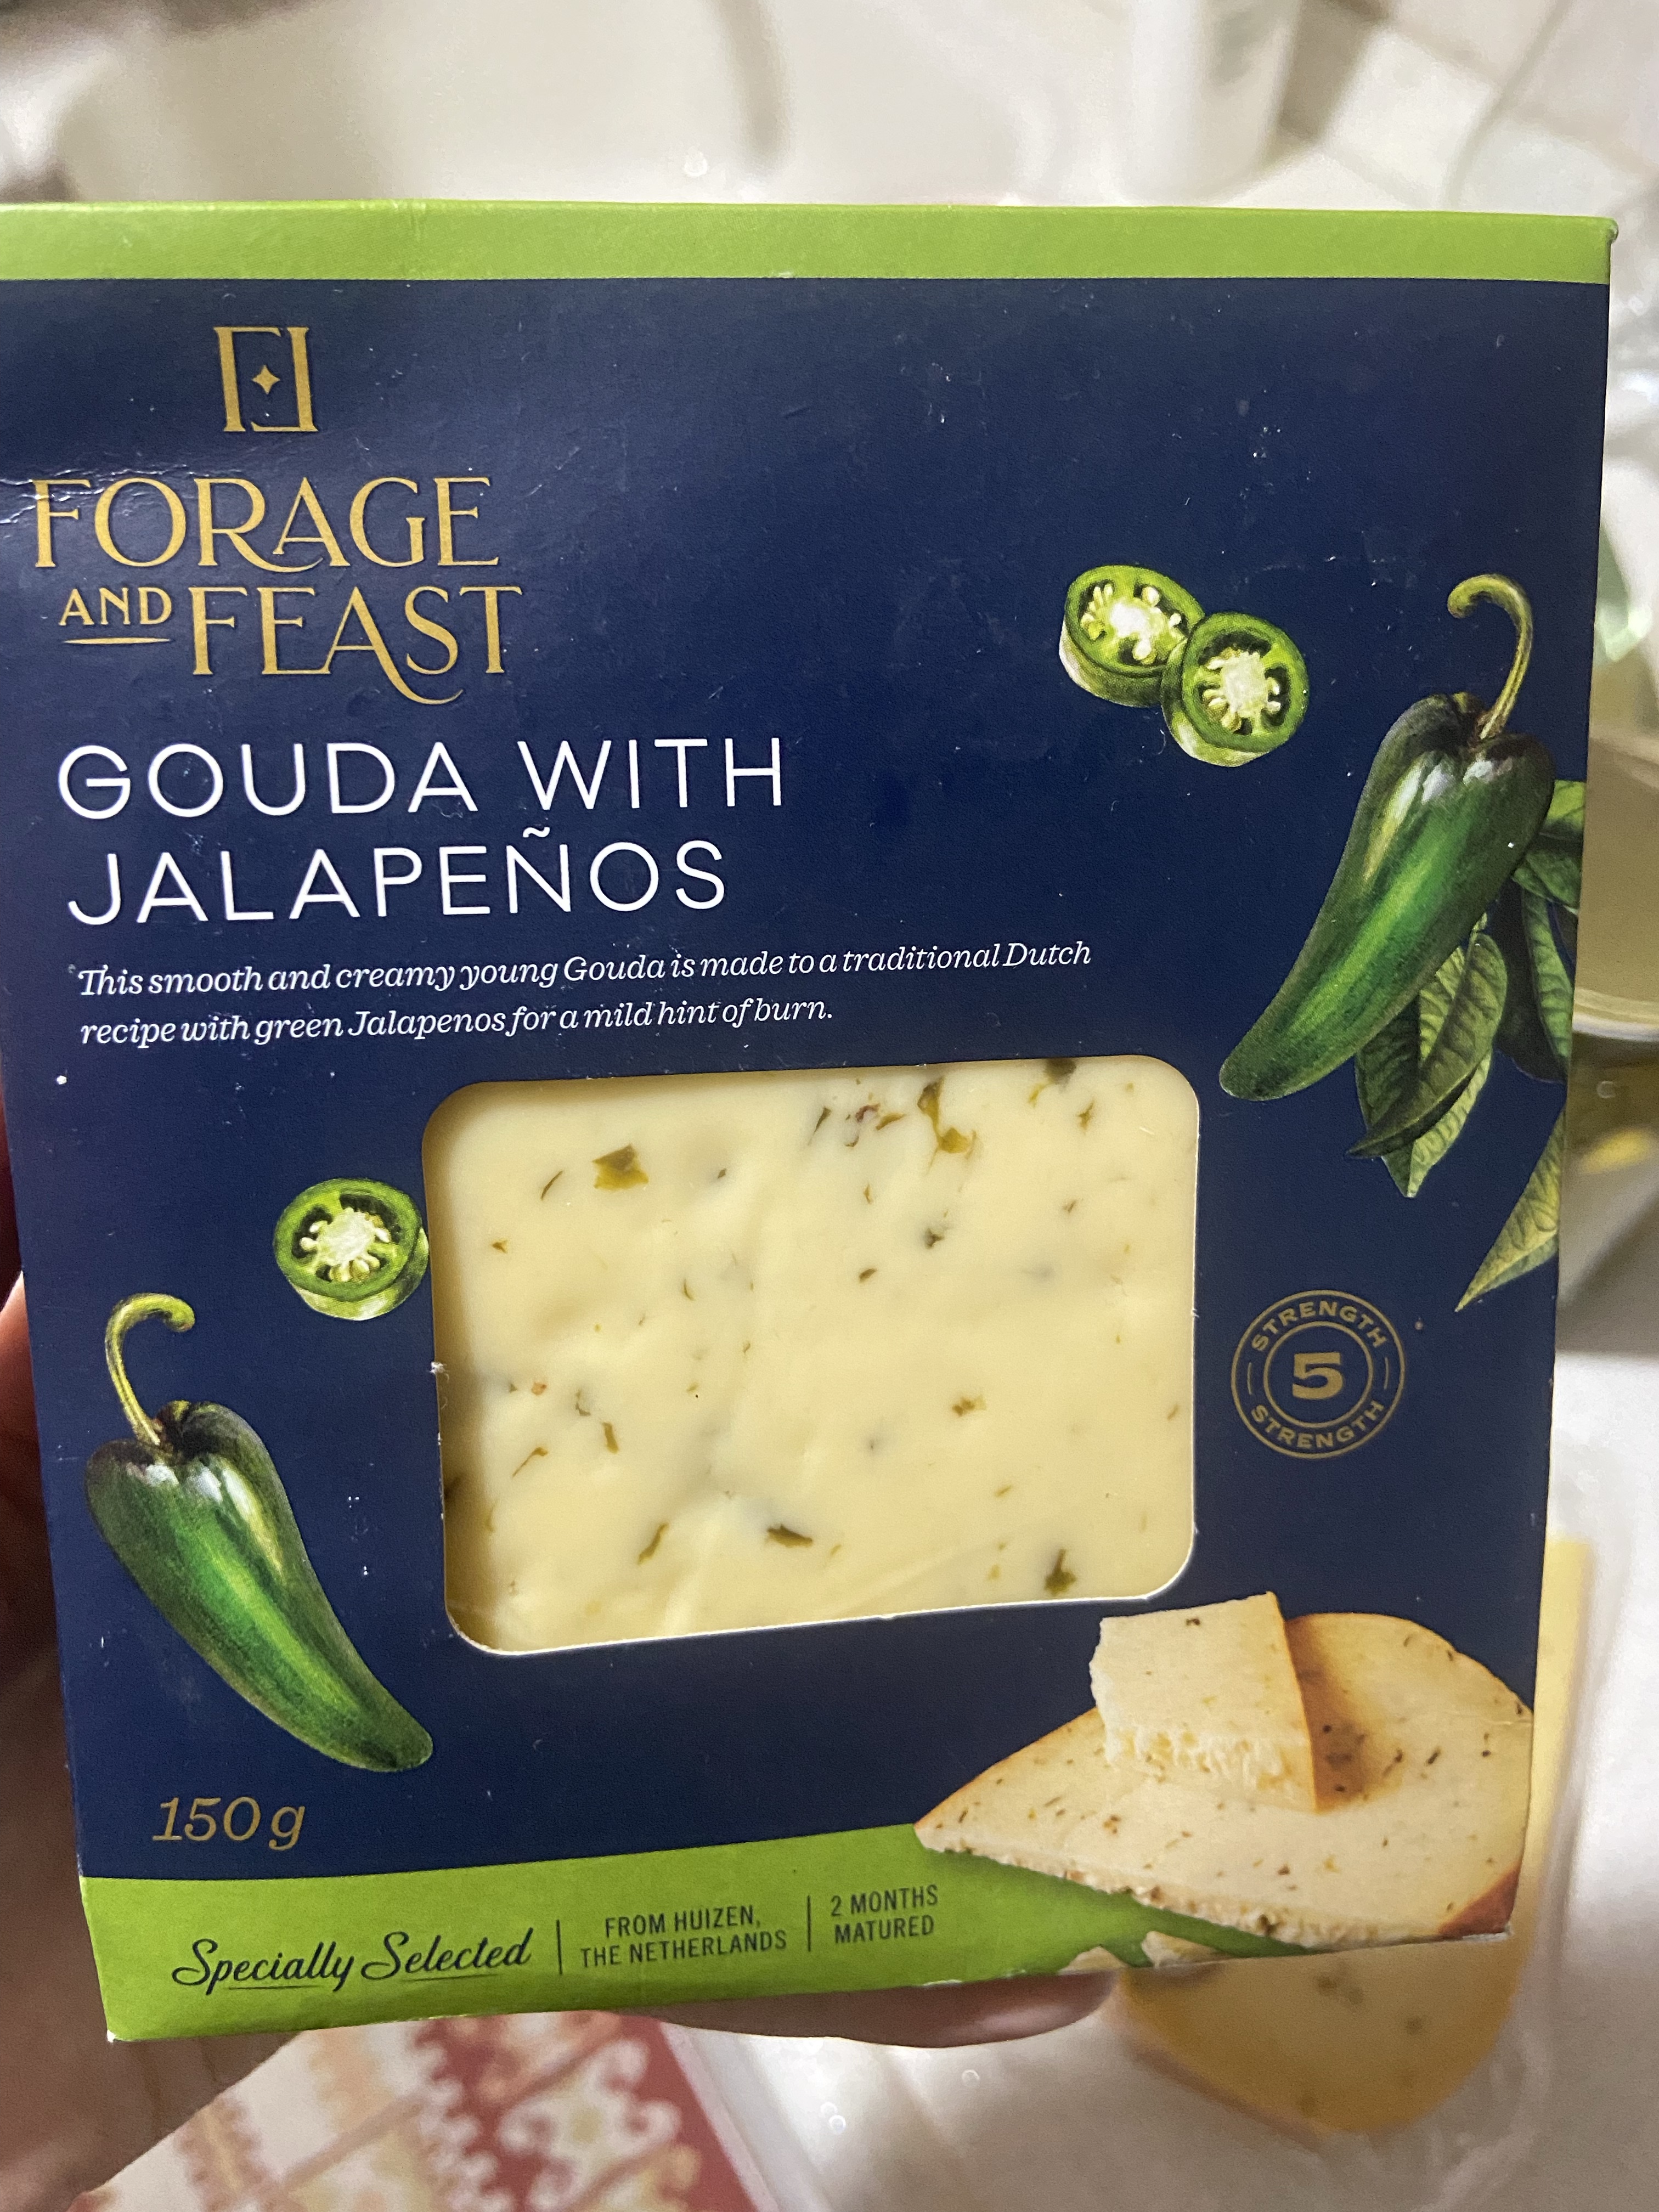 FORAGE
AND FEAST
GOUDA WITH
JALAPEÑOS
This smooth and creamy young Gouda is made to a traditional Dutch
recipe with green Jalapenos for a mild hint of burn.
STRENGTH
5
STRENGTH
150g
Specially Selected
FROM HUIZEN,
THE NETHERLANDS
2 MONTHS
MATURED